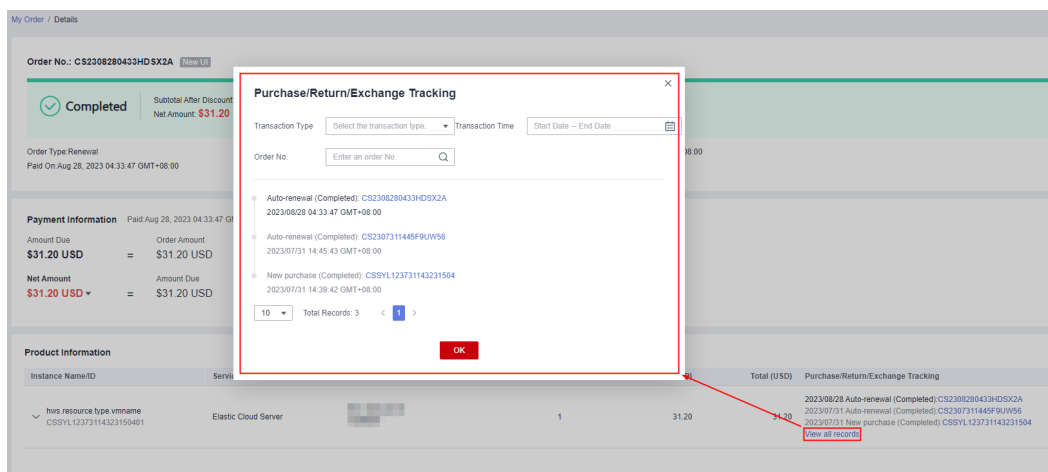 My Order / Details
Order No.: CS2308280433HDSX2A New UI
Completed
Subtotal After Discount
Net Amount: $31.20
Order Type:Renewal
Paid On:Aug 28, 2023 04:33:47 GMT+08:00
08:00
Payment Information Paid:Aug 28, 2023 04:33:47
Amount Due Order Amount
$31.20 USD = $31.20 USD
Net Amount Amount Due
$31.20 USD = $31.20 USD
Purchase/Return/Exchange Tracking
Transaction Type Select the transaction type. Transaction Time Start Date – End Date
Order No. Enter an order No.
Auto-renewal (Completed): CS2308280433HDSX2A
2023/08/28 04:33:47 GMT+08:00
Auto-renewal (Completed): CS2307311445F9UW56
2023/07/31 14:45:43 GMT+08:00
New purchase (Completed): CSSYL123731143231504
2023/07/31 14:39:42 GMT+08:00
10 Total Records: 3 < 1 >
OK
Product Information
Instance Name/ID Total (USD) Purchase/Return/Exchange Tracking
hws.resource.type.vmname
CSSYL12373114323150401
Elastic Cloud Server 1 31.20 31.20
2023/08/28 Auto-renewal (Completed):CS2308280433HDSX2A
2023/07/31 Auto-renewal (Completed):CS2307311445F9UW56
2023/07/31 New purchase (Completed):CSSYL123731143231504
View all records